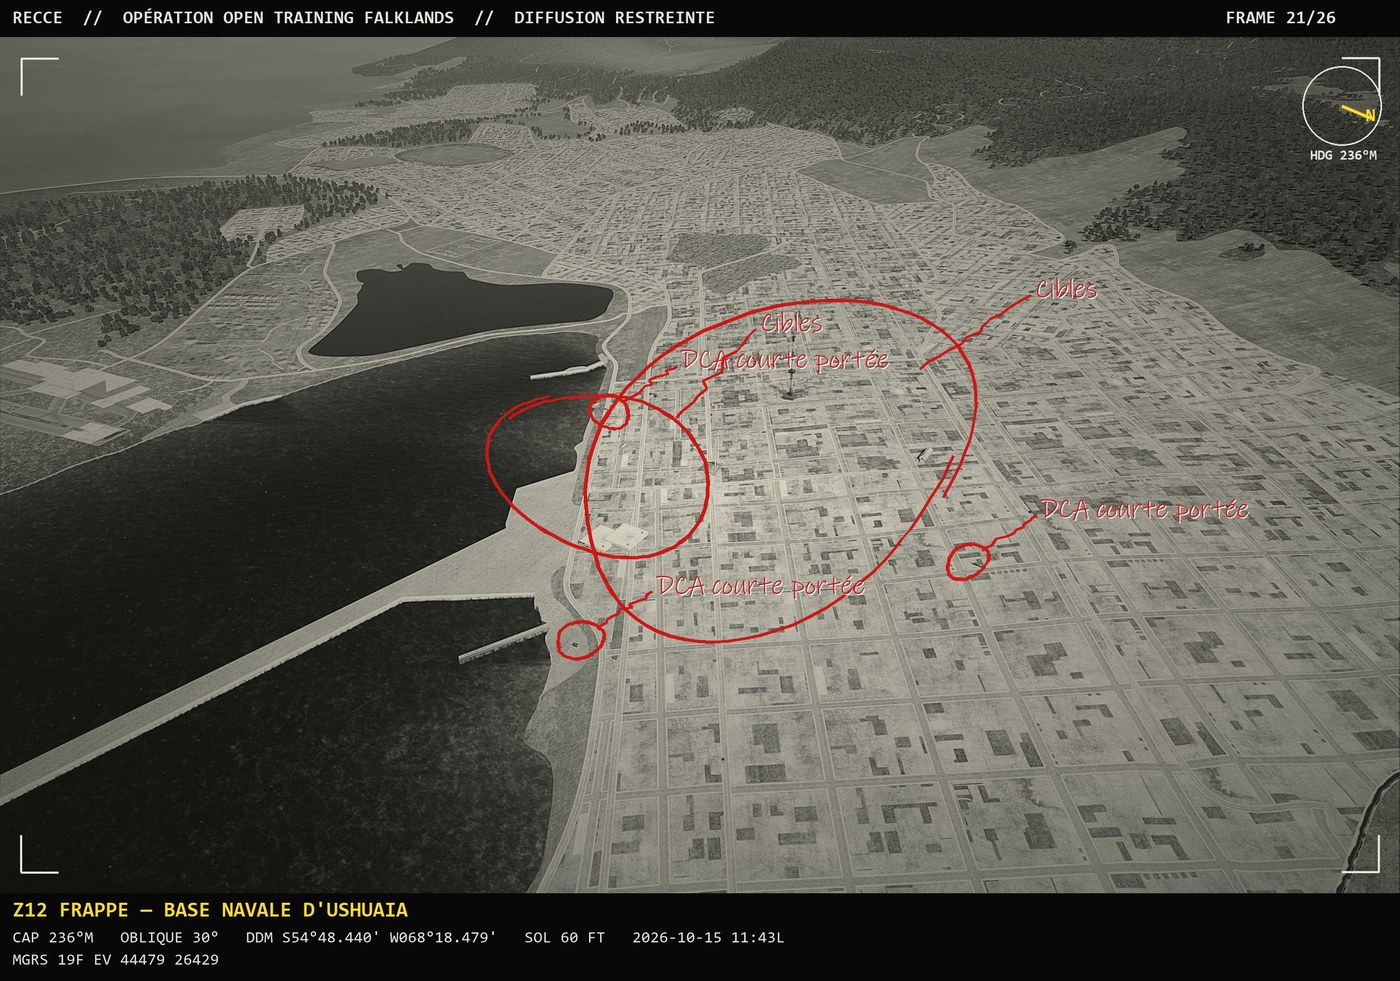 RECCE // OPÉRATION OPEN TRAINING FALKLANDS // DIFFUSION RESTREINTE FRAME 21/26
N
HDG 236°M
Cibles
Cibles
DCA courte portée
DCA courte portée
DCA courte portée
Z12 FRAPPE — BASE NAVALE D'USHUAIA
CAP 236°M OBLIQUE 30° DDM S54°48.440' W068°18.479' SOL 60 FT 2026-10-15 11:43L
MGRS 19F EV 44479 26429